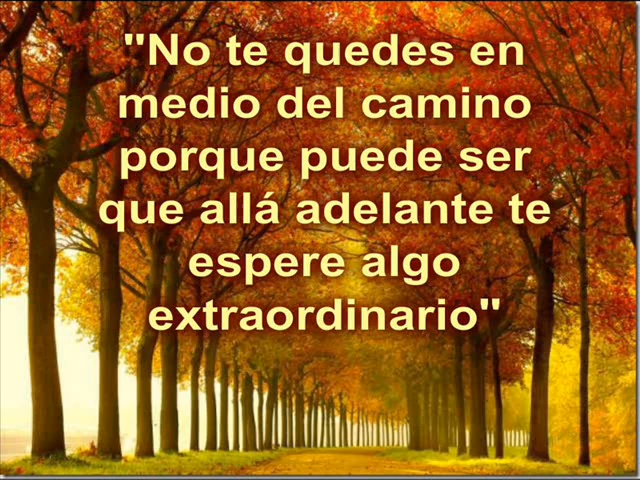 "No te quedes en
medio del camino
porque puede ser
que allá adelante te
espere algo
extraordinario"